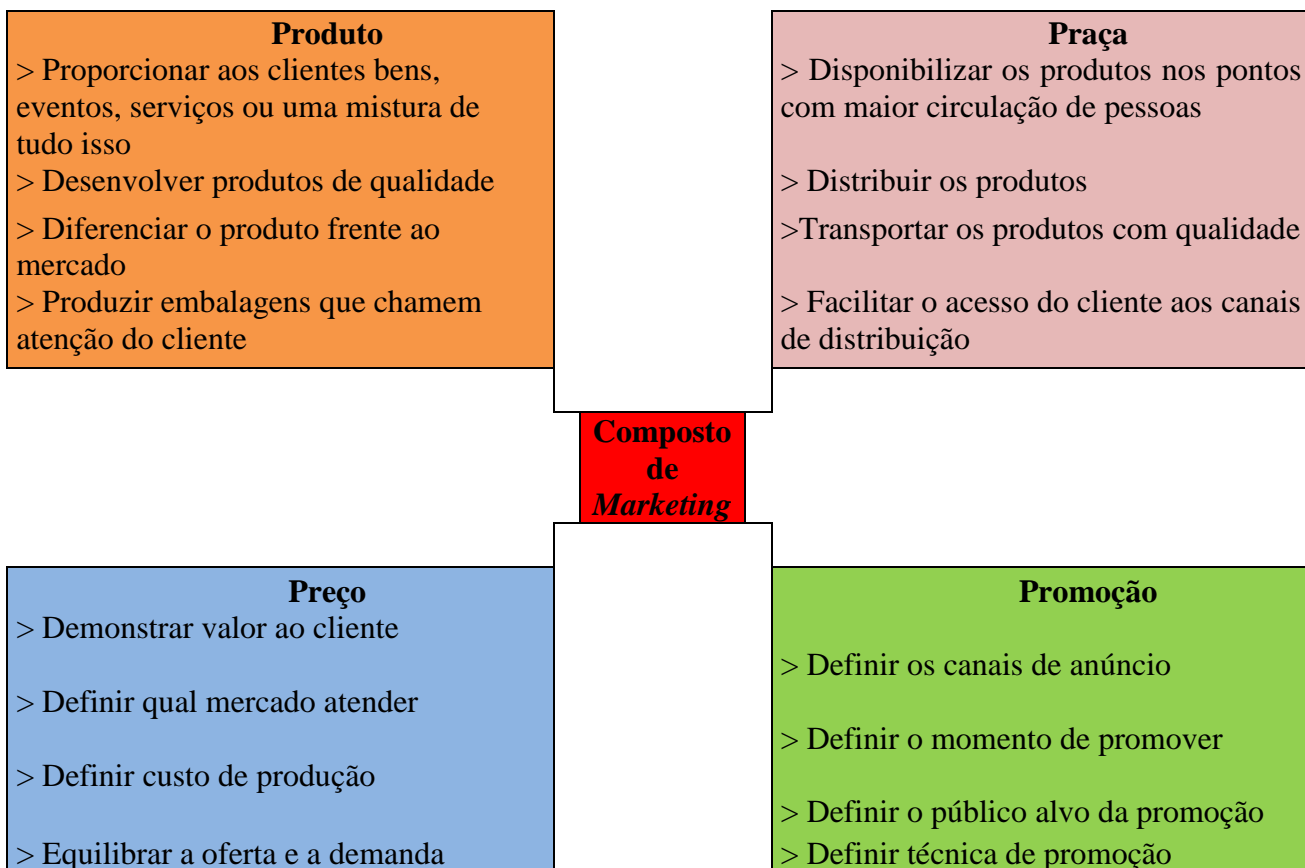 Produto
> Proporcionar aos clientes bens,
eventos, serviços ou uma mistura de
tudo isso
> Desenvolver produtos de qualidade
> Diferenciar o produto frente ao
mercado
> Produzir embalagens que chamem
atenção do cliente
Praça
> Disponibilizar os produtos nos pontos
com maior circulação de pessoas
> Distribuir os produtos
>Transportar os produtos com qualidade
> Facilitar o acesso do cliente aos canais
de distribuição
Composto
de
Marketing
Preço
> Demonstrar valor ao cliente
> Definir qual mercado atender
> Definir custo de produção
> Equilibrar a oferta e a demanda
Promoção
> Definir os canais de anúncio
> Definir o momento de promover
> Definir o público alvo da promoção
> Definir técnica de promoção